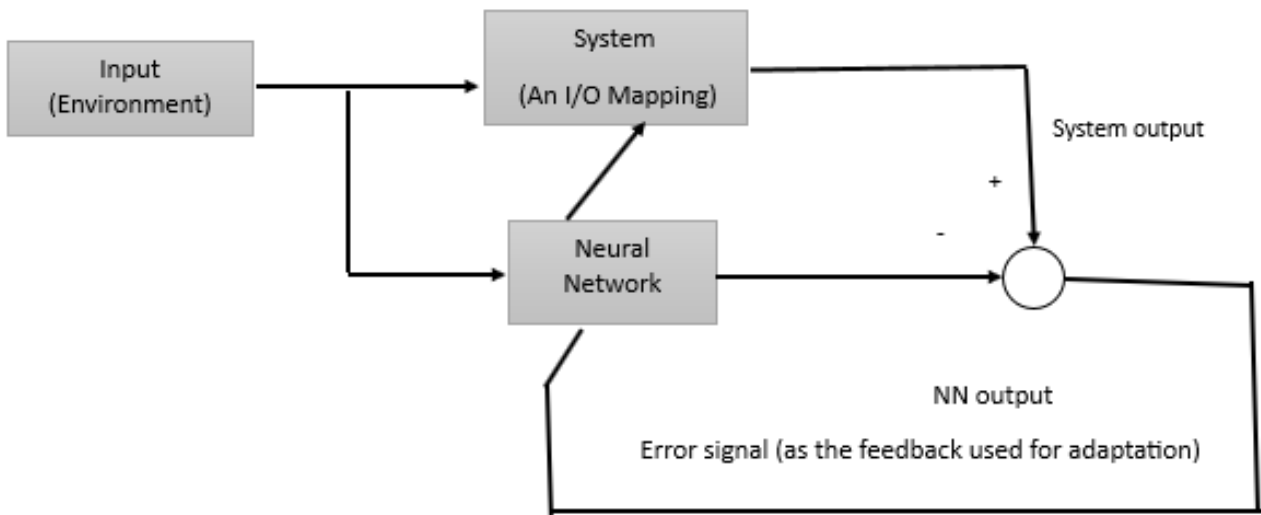 Input
(Environment)
System
(An I/O Mapping)
System output
+
-
Neural
Network
NN output
Error signal (as the feedback used for adaptation)